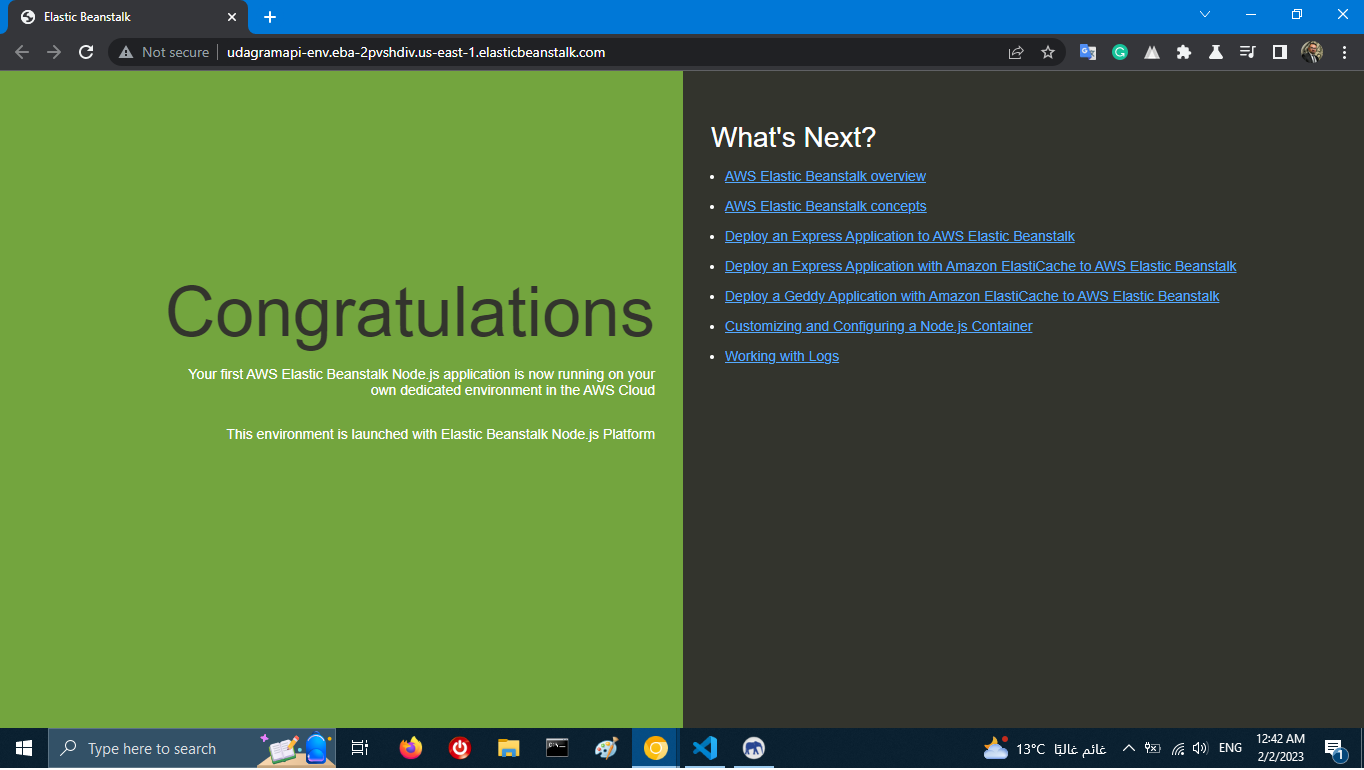 Elastic Beanstalk
Not secure
udagramapi-env.eba-2pvshdiv.us-east-1.elasticbeanstalk.com
Congratulations
Your first AWS Elastic Beanstalk Node.js application is now running on your
own dedicated environment in the AWS Cloud
This environment is launched with Elastic Beanstalk Node.js Platform
What's Next?
AWS Elastic Beanstalk overview
AWS Elastic Beanstalk concepts
Deploy an Express Application to AWS Elastic Beanstalk
Deploy an Express Application with Amazon ElastiCache to AWS Elastic Beanstalk
Deploy a Geddy Application with Amazon ElastiCache to AWS Elastic Beanstalk
Customizing and Configuring a Node.js Container
Working with Logs
Type here to search
13°C غائم غالبًا
ENG
12:42 AM
2/2/2023
1